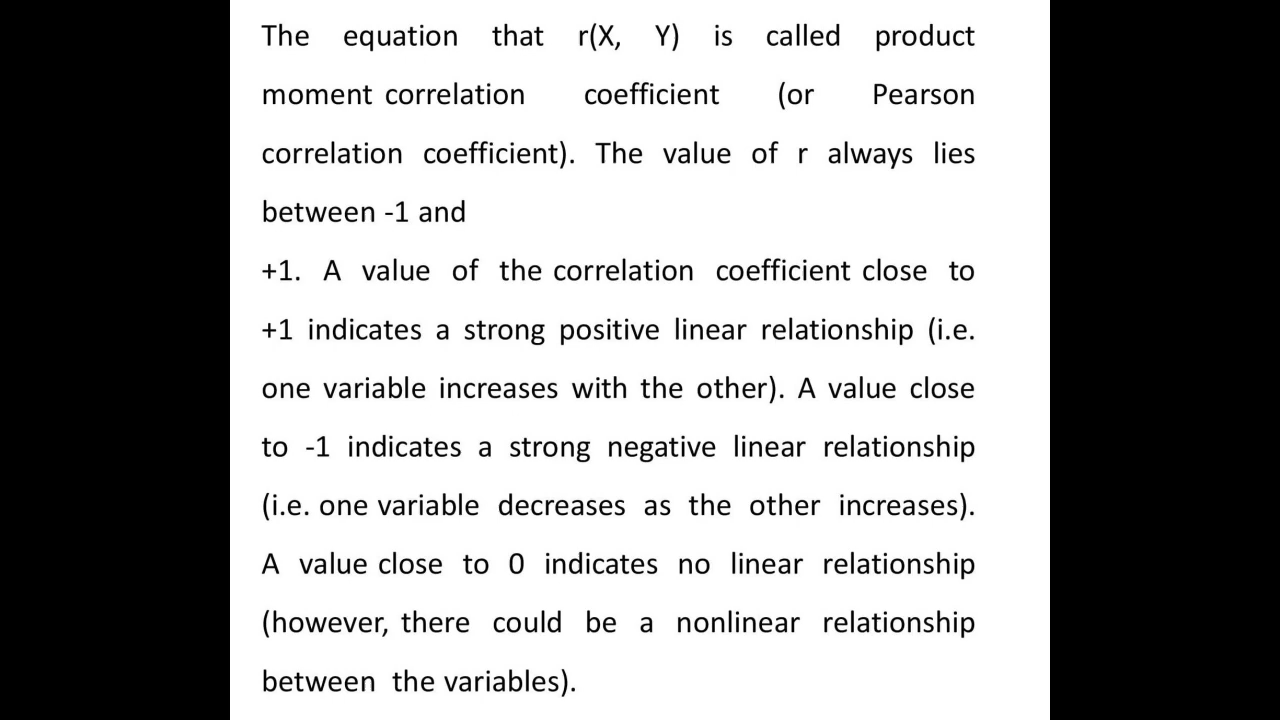 The equation that r(X, Y) is called product
moment correlation coefficient (or Pearson
correlation coefficient). The value of r always lies
between -1 and
+1. A value of the correlation coefficient close to
+1 indicates a strong positive linear relationship (i.e.
one variable increases with the other). A value close
to -1 indicates a strong negative linear relationship
(i.e. one variable decreases as the other increases).
A value close to 0 indicates no linear relationship
(however, there could be a nonlinear relationship
between the variables).